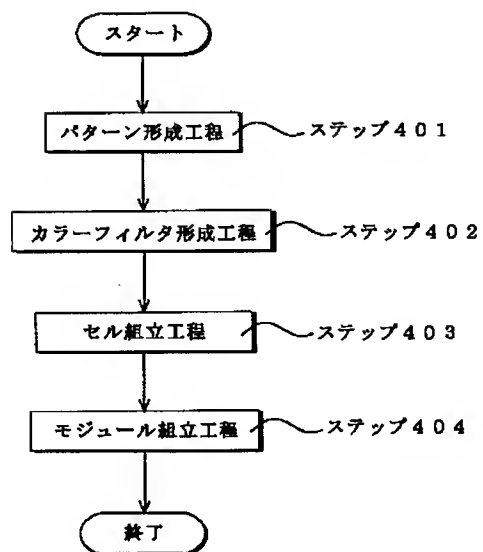 スタート
パターン形成工程 ステップ401
カラーフィルタ形成工程 ステップ402
セル組立工程 ステップ403
モジュール組立工程 ステップ404
終了